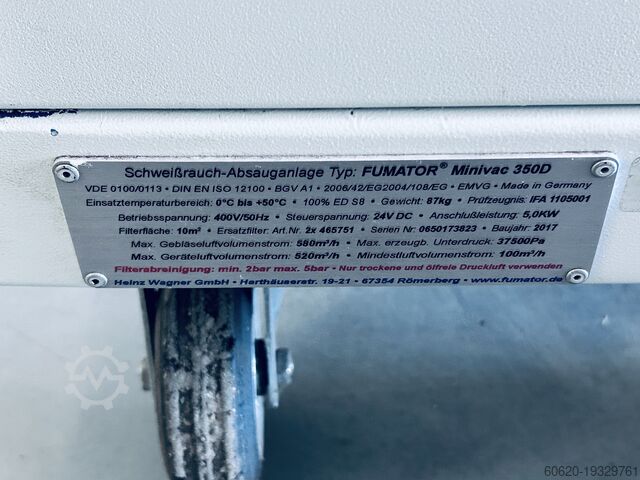 Schweißrauch-Absauganlage Typ: FUMATOR® Minivac 350D
VDE 0100/0113 • DIN EN ISO 12100 • BGV A1 • 2006/42/EG2004/108/EG • EMVG • Made in Germany
Einsatztemperaturbereich: 0°C bis +50°C • 100% ED S8 • Gewicht: 87kg • Prüfzeugnis: IFA 1105001
Betriebsspannung: 400V/50Hz • Steuerspannung: 24V DC • Anschlußleistung: 5,0KW
Filterfläche: 10m² • Ersatzfilter: Art.Nr. 2x 465751 • Serien Nr: 0650173823 • Baujahr: 2017
Max. Gebläseluftvolumenstrom: 580m³/h • Max. erzeugb. Unterdruck: 37500Pa
Max. Geräteluftvolumenstrom: 520m³/h • Mindestluftvolumenstrom: 100m³/h
Filterabreinigung: min. 2bar max. 5bar • Nur trockene und ölfreie Druckluft verwenden
Heinz Wagner GmbH • Harthäuserstr. 19-21 • 67354 Römerberg • www.fumator.de
60620-19329761